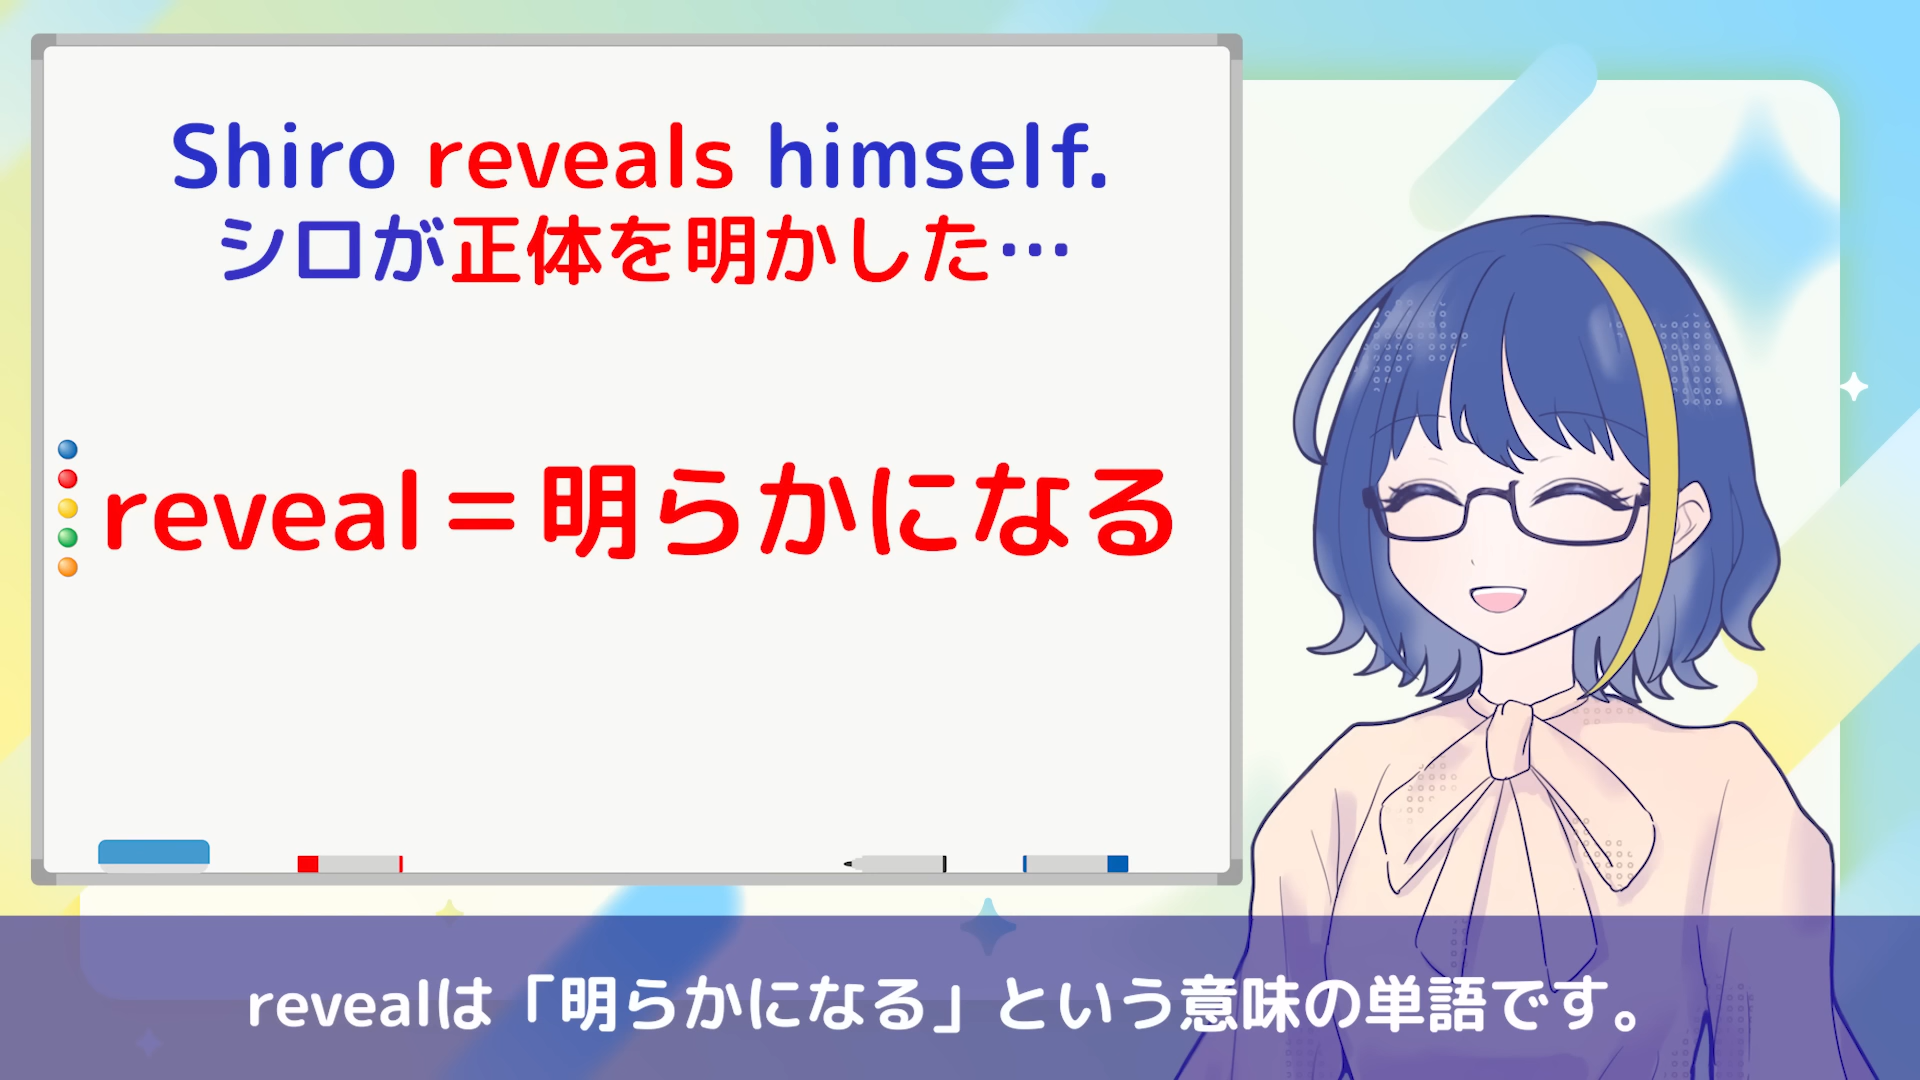 Shiro reveals himself.
シロが正体を明かした…
reveal＝明らかになる
revealは「明らかになる」という意味の単語です。